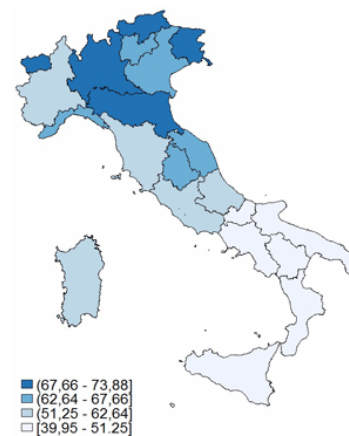 (67,66 - 73,88]
(62,64 - 67,66]
(51,25 - 62,64]
[39,95 - 51.25]